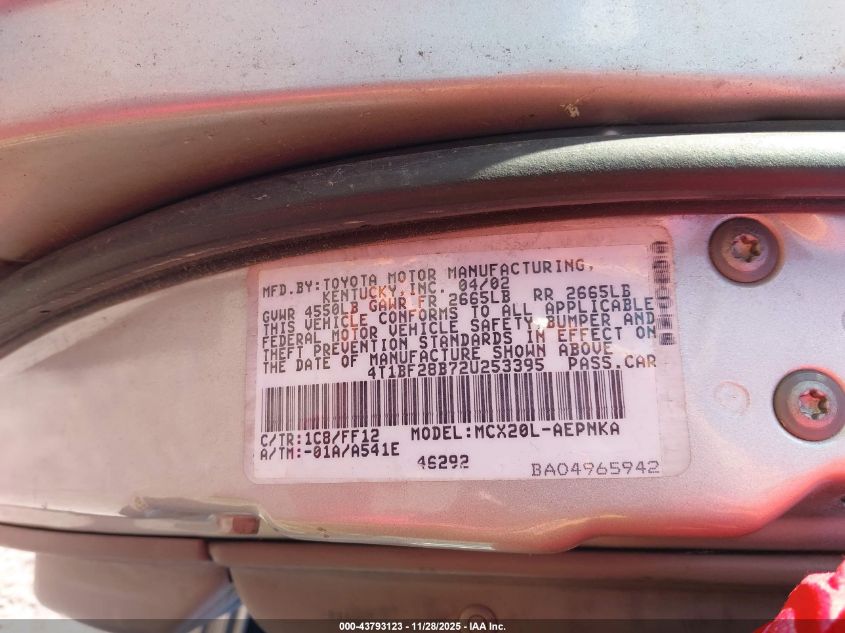 MFD.BY:TOYOTA MOTOR MANUFACTURING,
KENTUCKY,INC. 04/02
GVWR 4550LB GAWR FR 2665LB RR 2665LB
THIS VEHICLE CONFORMS TO ALL APPLICABLE
FEDERAL MOTOR VEHICLE SAFETY,BUMPER AND
THEFT PREVENTION STANDARDS IN EFFECT ON
THE DATE OF MANUFACTURE SHOWN ABOVE
4T1BF28B72U253395 PASS.CAR
C/TR:1C8/FF12 MODEL:MCX20L-AEPNKA
A/TM:-01A/A541E
46292
BA04965942
000-43793123 - 11/28/2025 - IAA Inc.